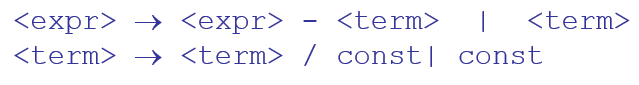 <expr> → <expr> - <term> | <term>
<term> → <term> / const| const